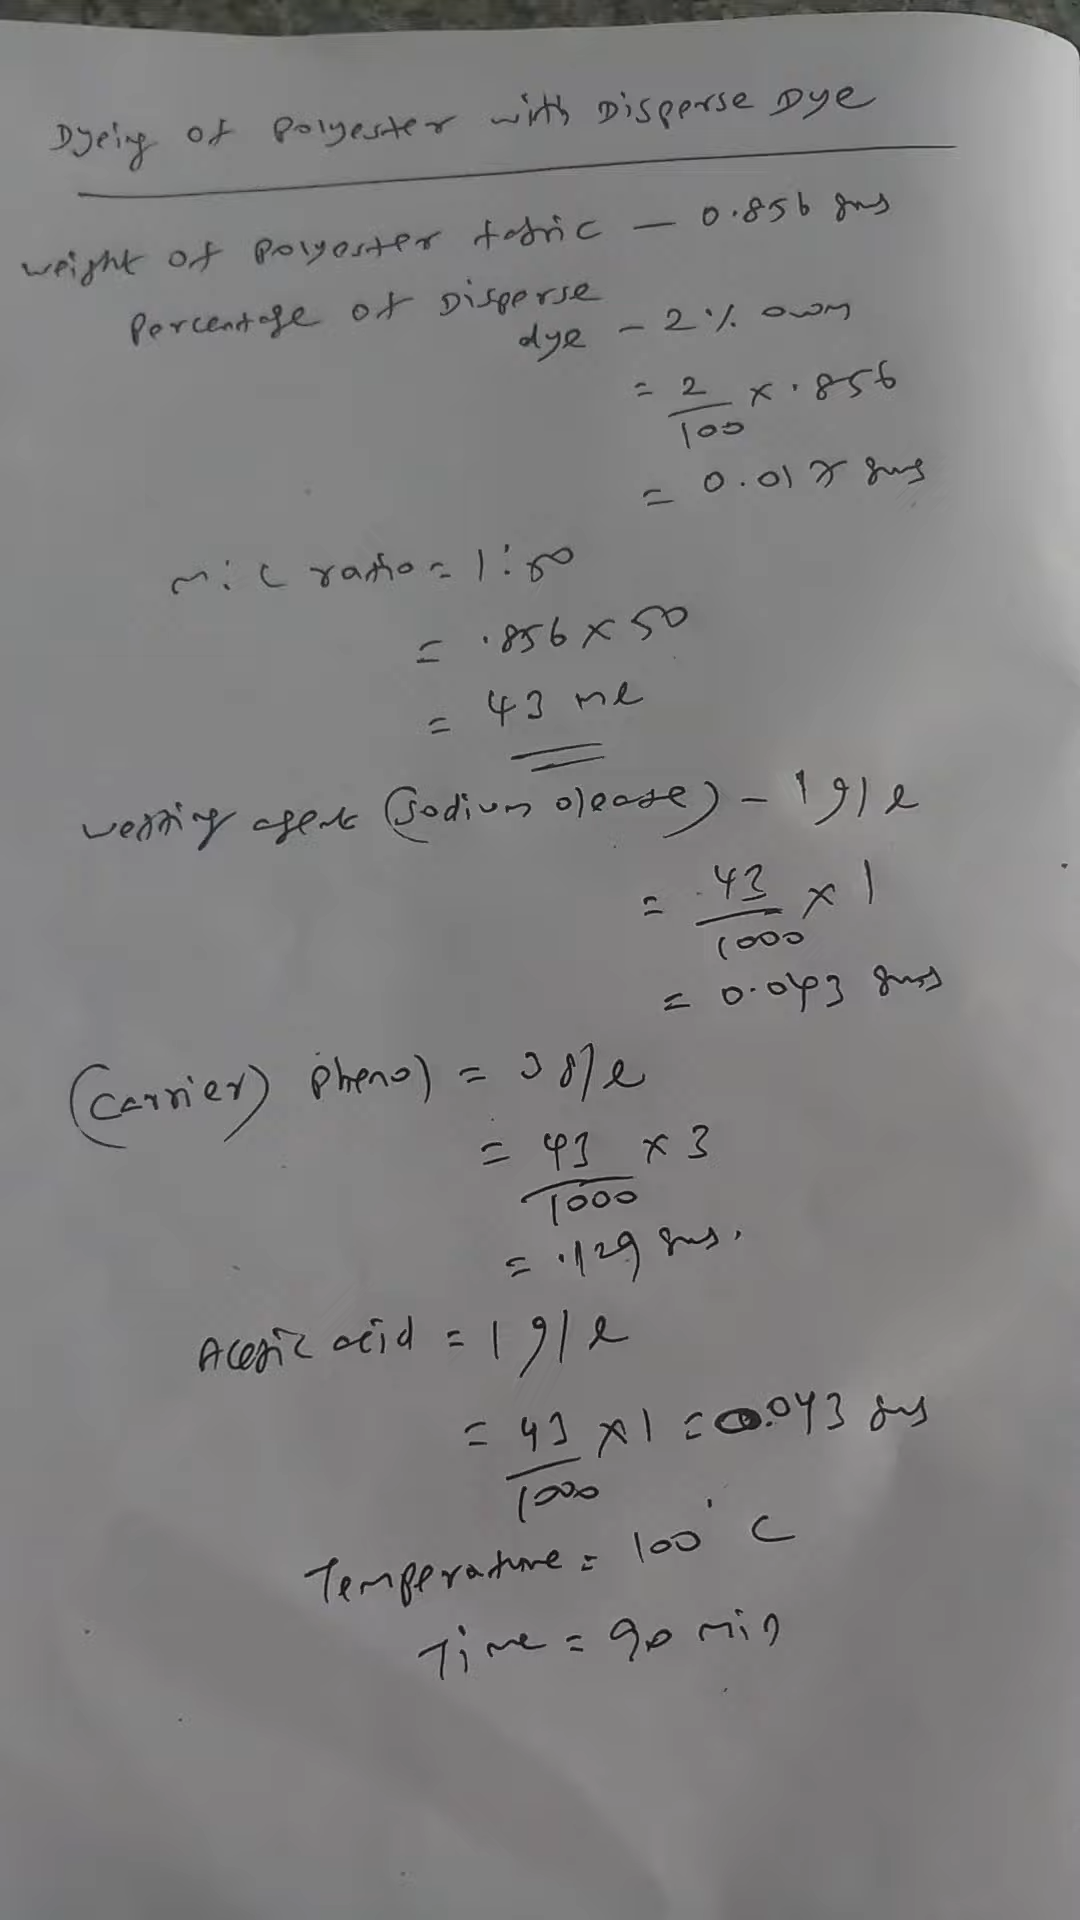 Dyeing of Polyester with Disperse Dye
weight of Polyester fabric — 0.856 gms
Percentage of Disperse
dye – 2% owm
= 2/100 x .856
= 0.017 gms
M:L ratio = 1:50
= .856 x 50
= 43 ml
wetting agent (Sodium oleate) – 1 g/l
= 43/1000 x 1
= 0.043 gms
(carrier) phenol = 3 g/l
= 43/1000 x 3
= .129 gms.
Acetic acid = 1 g/l
= 43/1000 x 1 = 0.043 gms
Temperature = 100°C
Time = 90 min